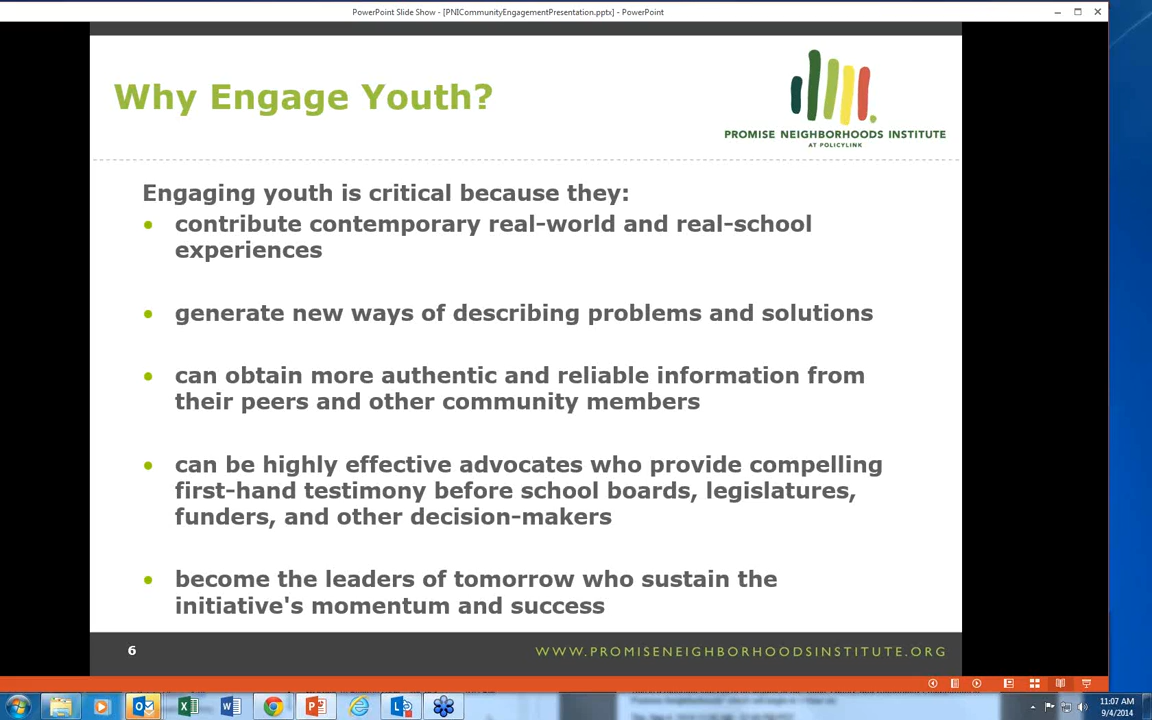 PowerPoint Slide Show - [PNICommunityEngagementPresentation.pptx] - PowerPoint
Why Engage Youth?
PROMISE NEIGHBORHOODS INSTITUTE
AT POLICYLINK
Engaging youth is critical because they:
• contribute contemporary real-world and real-school
experiences
• generate new ways of describing problems and solutions
• can obtain more authentic and reliable information from
their peers and other community members
• can be highly effective advocates who provide compelling
first-hand testimony before school boards, legislatures,
funders, and other decision-makers
• become the leaders of tomorrow who sustain the
initiative's momentum and success
6
WWW.PROMISENEIGHBORHOODSINSTITUTE.ORG
11:07 AM
9/4/2014